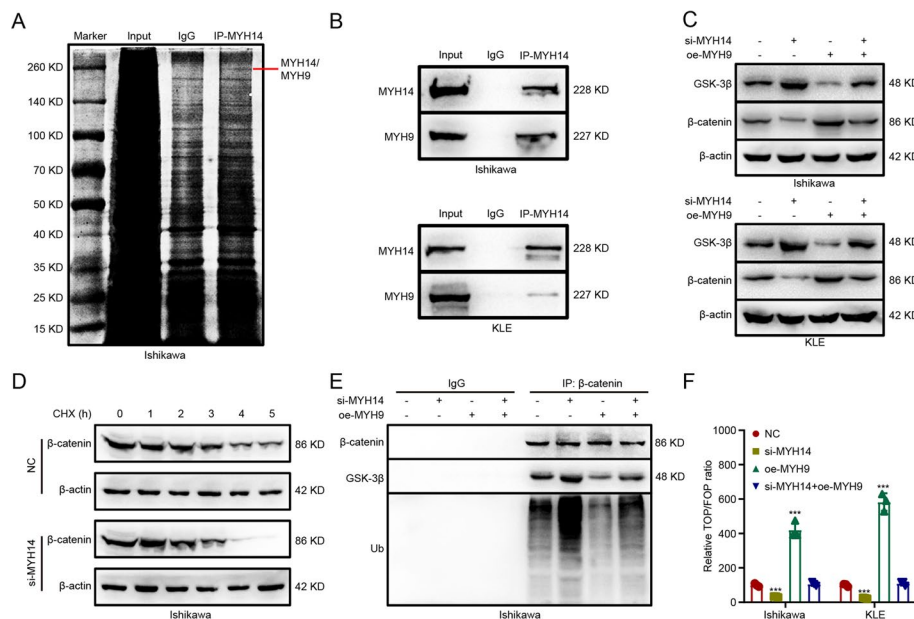 A
Marker Input IgG IP-MYH14
260 KD
MYH14/
MYH9
140 KD
100 KD
70 KD
50 KD
40 KD
35 KD
25 KD
15 KD
Ishikawa
B
Input IgG IP-MYH14
MYH14 228 KD
MYH9 227 KD
Ishikawa
Input IgG IP-MYH14
MYH14 228 KD
MYH9 227 KD
KLE
C
si-MYH14 - + - +
oe-MYH9 - - + +
GSK-3β 48 KD
β-catenin 86 KD
β-actin 42 KD
Ishikawa
si-MYH14 - + - +
oe-MYH9 - - + +
GSK-3β 48 KD
β-catenin 86 KD
β-actin 42 KD
KLE
D
CHX (h) 0 1 2 3 4 5
NC
β-catenin 86 KD
β-actin 42 KD
si-MYH14
β-catenin 86 KD
β-actin 42 KD
Ishikawa
E
IgG IP: β-catenin
si-MYH14 - + - + - + - +
oe-MYH9 - - + + - - + +
β-catenin 86 KD
GSK-3β 48 KD
Ub
Ishikawa
F
NC
si-MYH14
oe-MYH9
si-MYH14+oe-MYH9
Relative TOP/FOP ratio
1000
800
600
400
200
0
*** *** *** ***
Ishikawa KLE